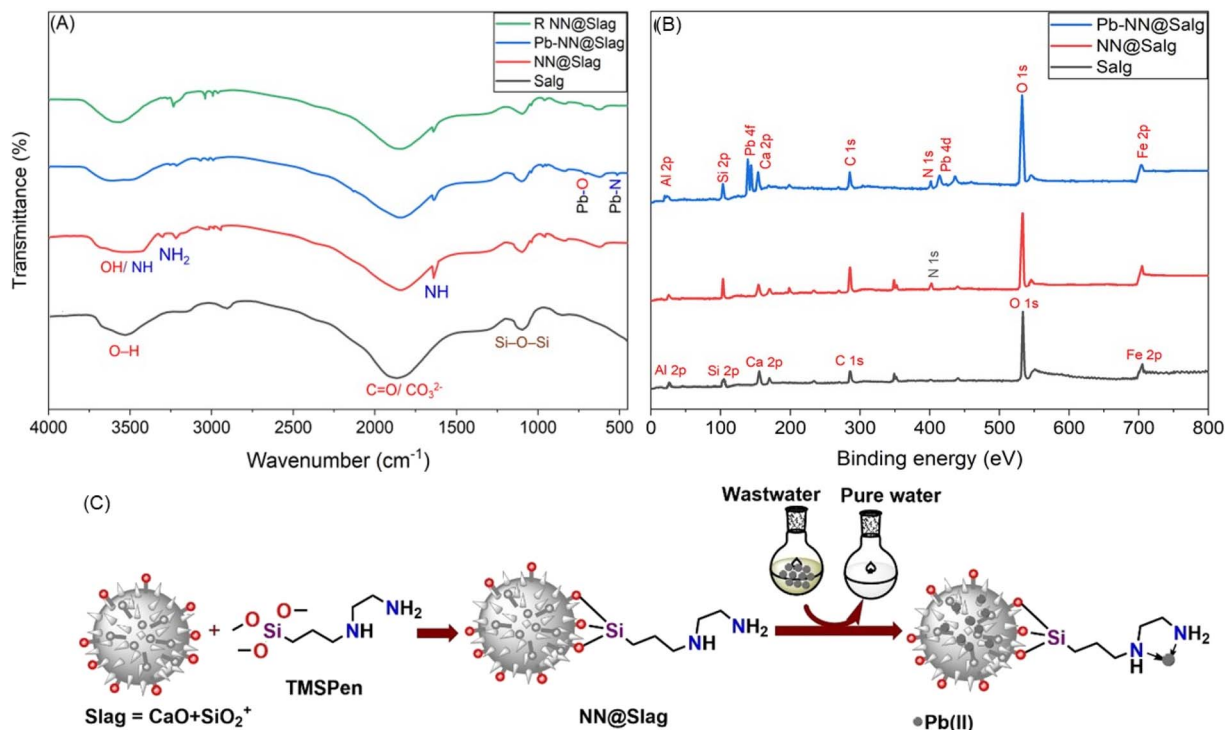 (A)
R NN@Slag
Pb-NN@Slag
NN@Slag
Salg
Transmittance (%)
OH/ NH
NH2
NH
Pb-O
Pb-N
O–H
C=O/ CO32-
Si–O–Si
4000 3500 3000 2500 2000 1500 1000 500
Wavenumber (cm-1)
(B)
Pb-NN@Salg
NN@Salg
Salg
Al 2p
Si 2p
Pb 4f
Ca 2p
C 1s
N 1s
Pb 4d
O 1s
Fe 2p
N 1s
O 1s
Al 2p
Si 2p
Ca 2p
C 1s
Fe 2p
0 100 200 300 400 500 600 700 800
Binding energy (eV)
(C)
Wastwater
Pure water
+
O
O
Si
O
NH
NH2
TMSPen
Slag = CaO+SiO2+
Si
NH
NH2
NN@Slag
Si
N
H
NH2
Pb(II)